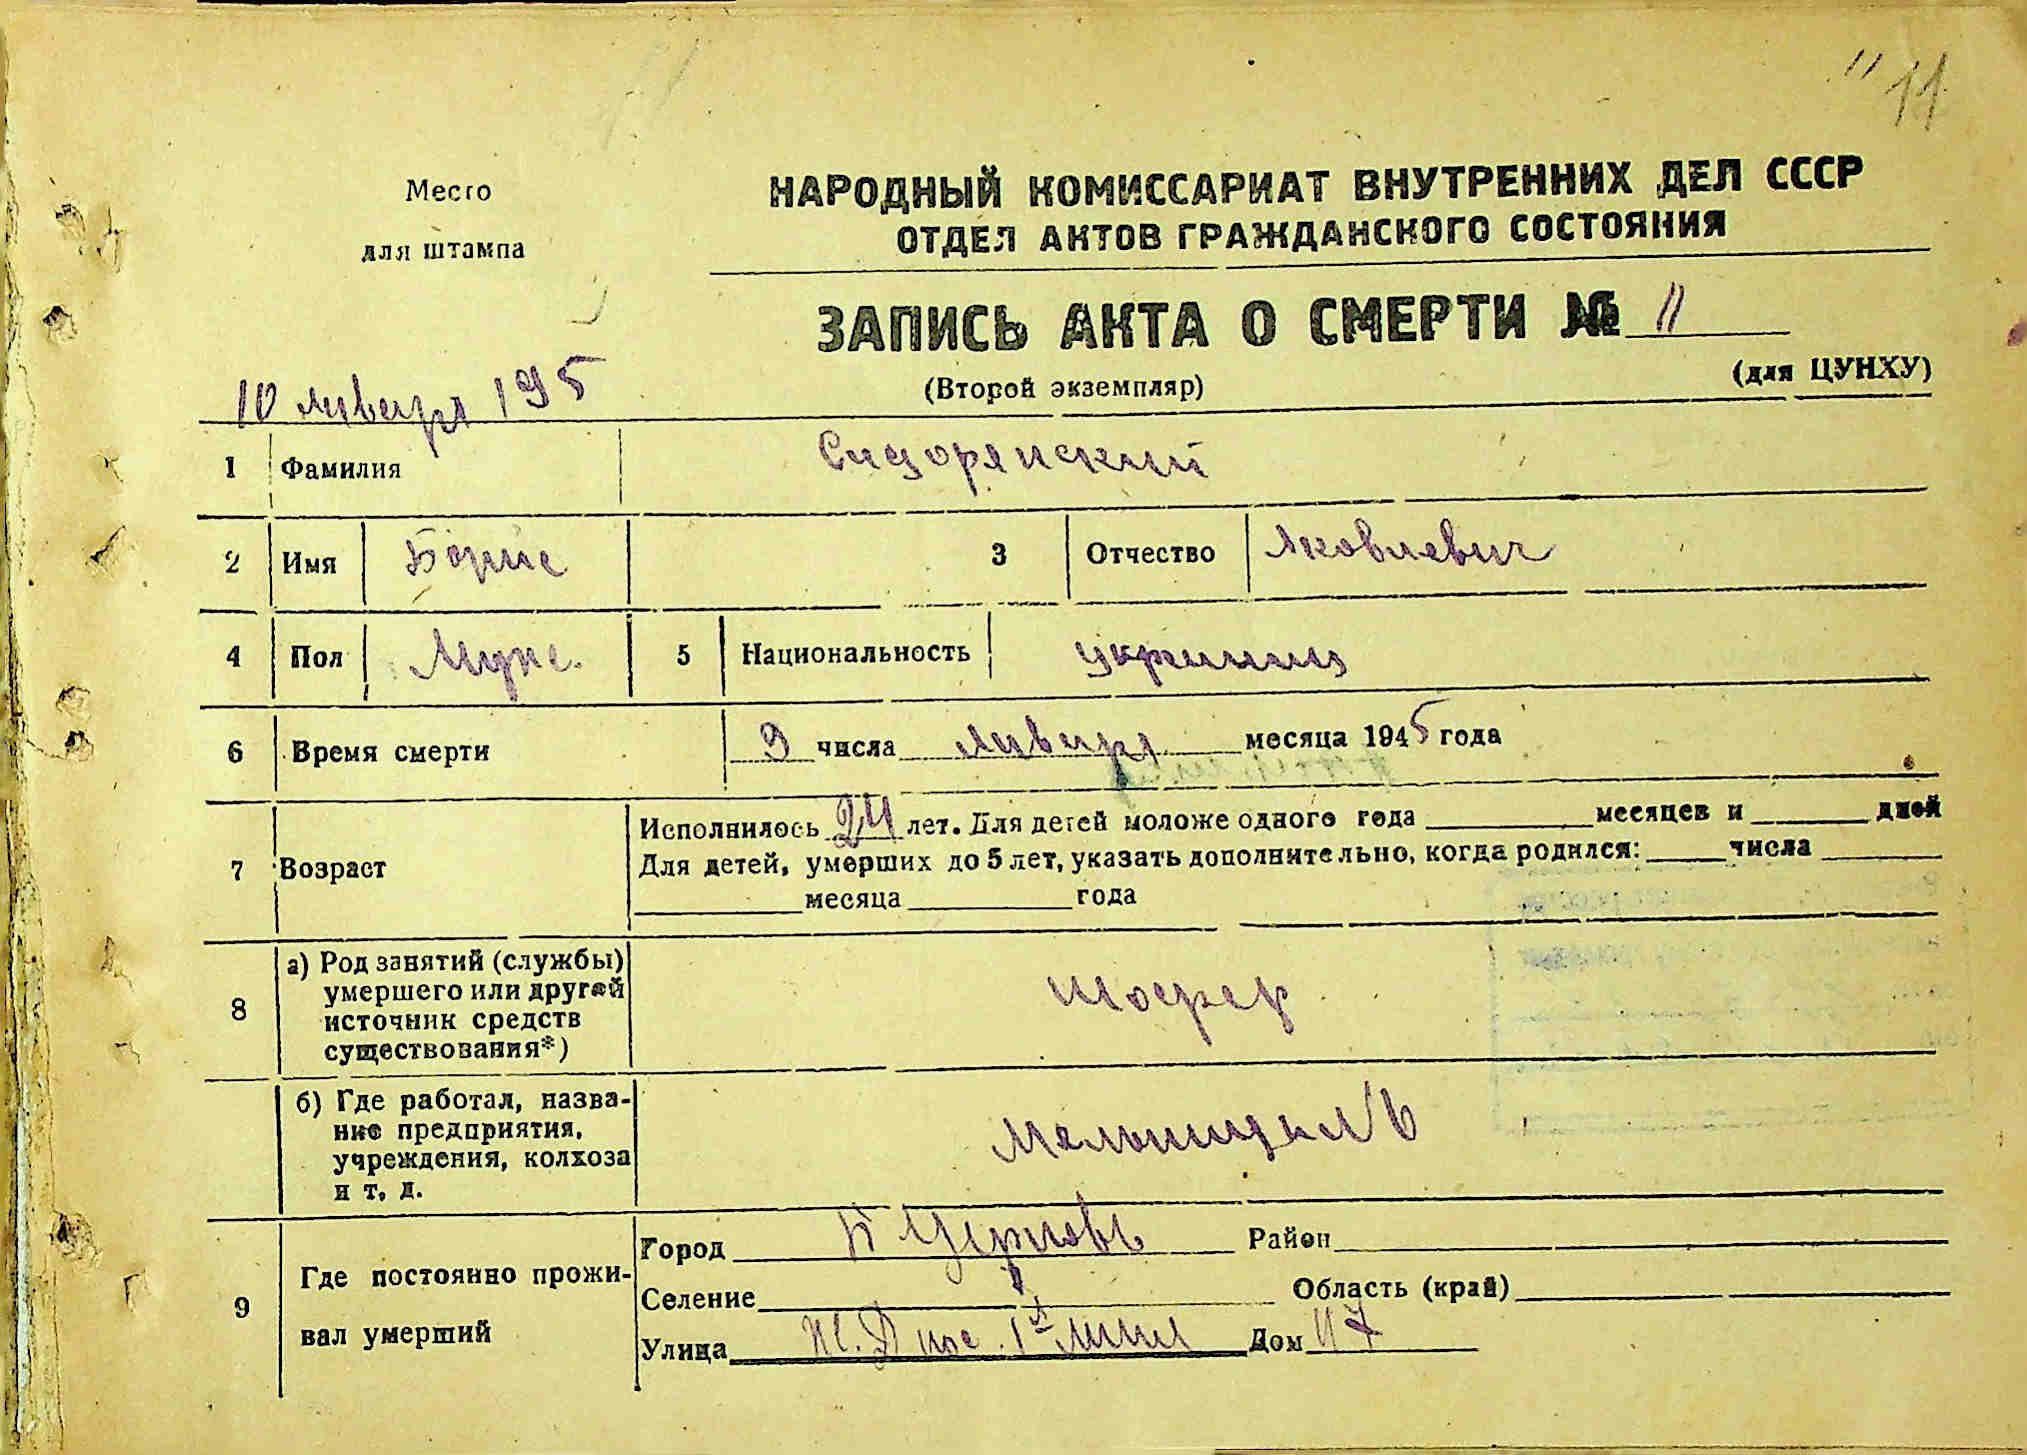 11
Место
для штампа
НАРОДНЫЙ КОМИССАРИАТ ВНУТРЕННИХ ДЕЛ СССР
ОТДЕЛ АКТОВ ГРАЖДАНСКОГО СОСТОЯНИЯ
ЗАПИСЬ АКТА О СМЕРТИ № 11
10 января 195
(Второй экземпляр)
(для ЦУНХУ)
1 Фамилия
2 Имя Борис 3 Отчество Яковлевич
4 Пол Муж. 5 Национальность
6 Время смерти 9 числа января месяца 1945 года
7 Возраст
Исполнилось 24 лет. Для детей моложе одного года месяцев и дней
Для детей, умерших до 5 лет, указать дополнительно, когда родился: числа
месяца года
8 а) Род занятий (службы)
умершего или другой
источник средств
существования*)
шофер
б) Где работал, назва-
ние предприятия,
учреждения, колхоза
и т. д.
9 Где постоянно прожи-
вал умерший
Город Район
Селение Область (край)
Улица Ж.Д пос. 1я линия Дом